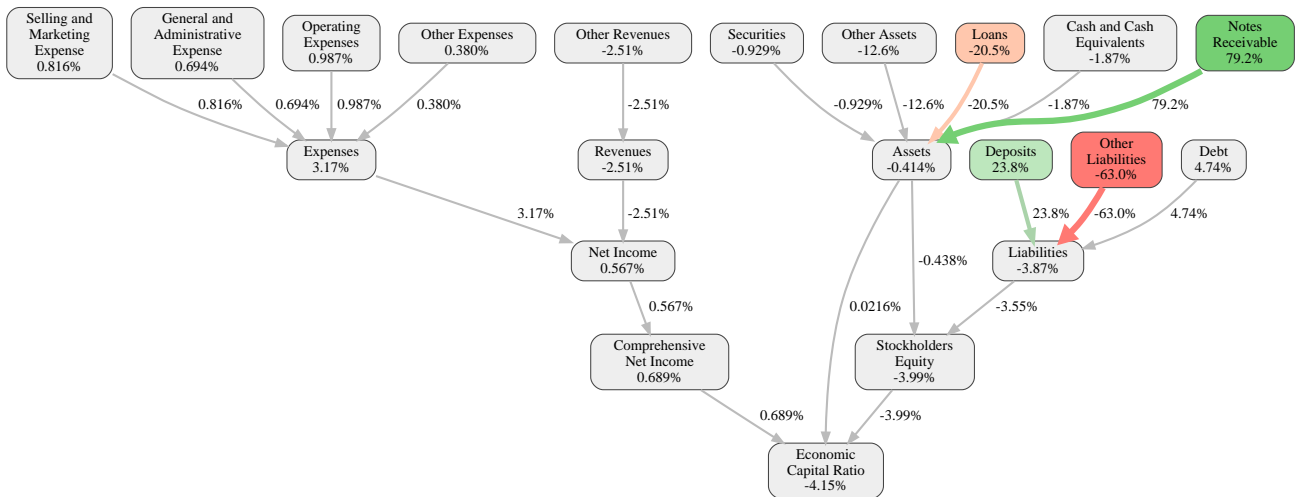 Selling and
Marketing
Expense
0.816%
General and
Administrative
Expense
0.694%
Operating
Expenses
0.987%
Other Expenses
0.380%
Other Revenues
-2.51%
Securities
-0.929%
Other Assets
-12.6%
Loans
-20.5%
Cash and Cash
Equivalents
-1.87%
Notes
Receivable
79.2%
0.816%
0.694%
0.987%
0.380%
-2.51%
-0.929%
-12.6%
-20.5%
-1.87%
79.2%
Expenses
3.17%
Revenues
-2.51%
Assets
-0.414%
Deposits
23.8%
Other
Liabilities
-63.0%
Debt
4.74%
3.17%
-2.51%
23.8%
-63.0%
4.74%
Net Income
0.567%
-0.438%
Liabilities
-3.87%
0.567%
0.0216%
-3.55%
Comprehensive
Net Income
0.689%
Stockholders
Equity
-3.99%
0.689%
-3.99%
Economic
Capital Ratio
-4.15%